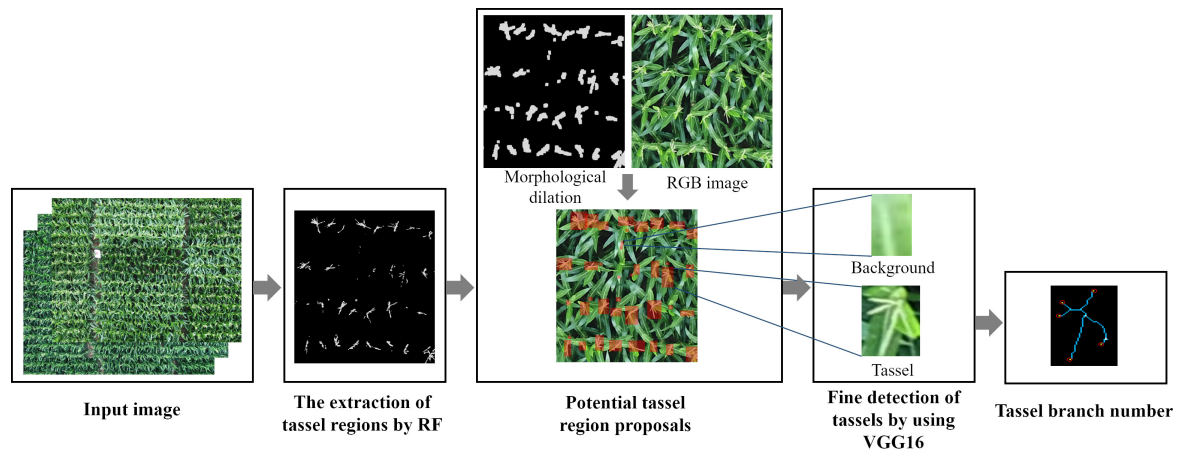 Morphological
dilation
RGB image
Background
Tassel
Input image
The extraction of
tassel regions by RF
Potential tassel
region proposals
Fine detection of
tassels by using
VGG16
Tassel branch number